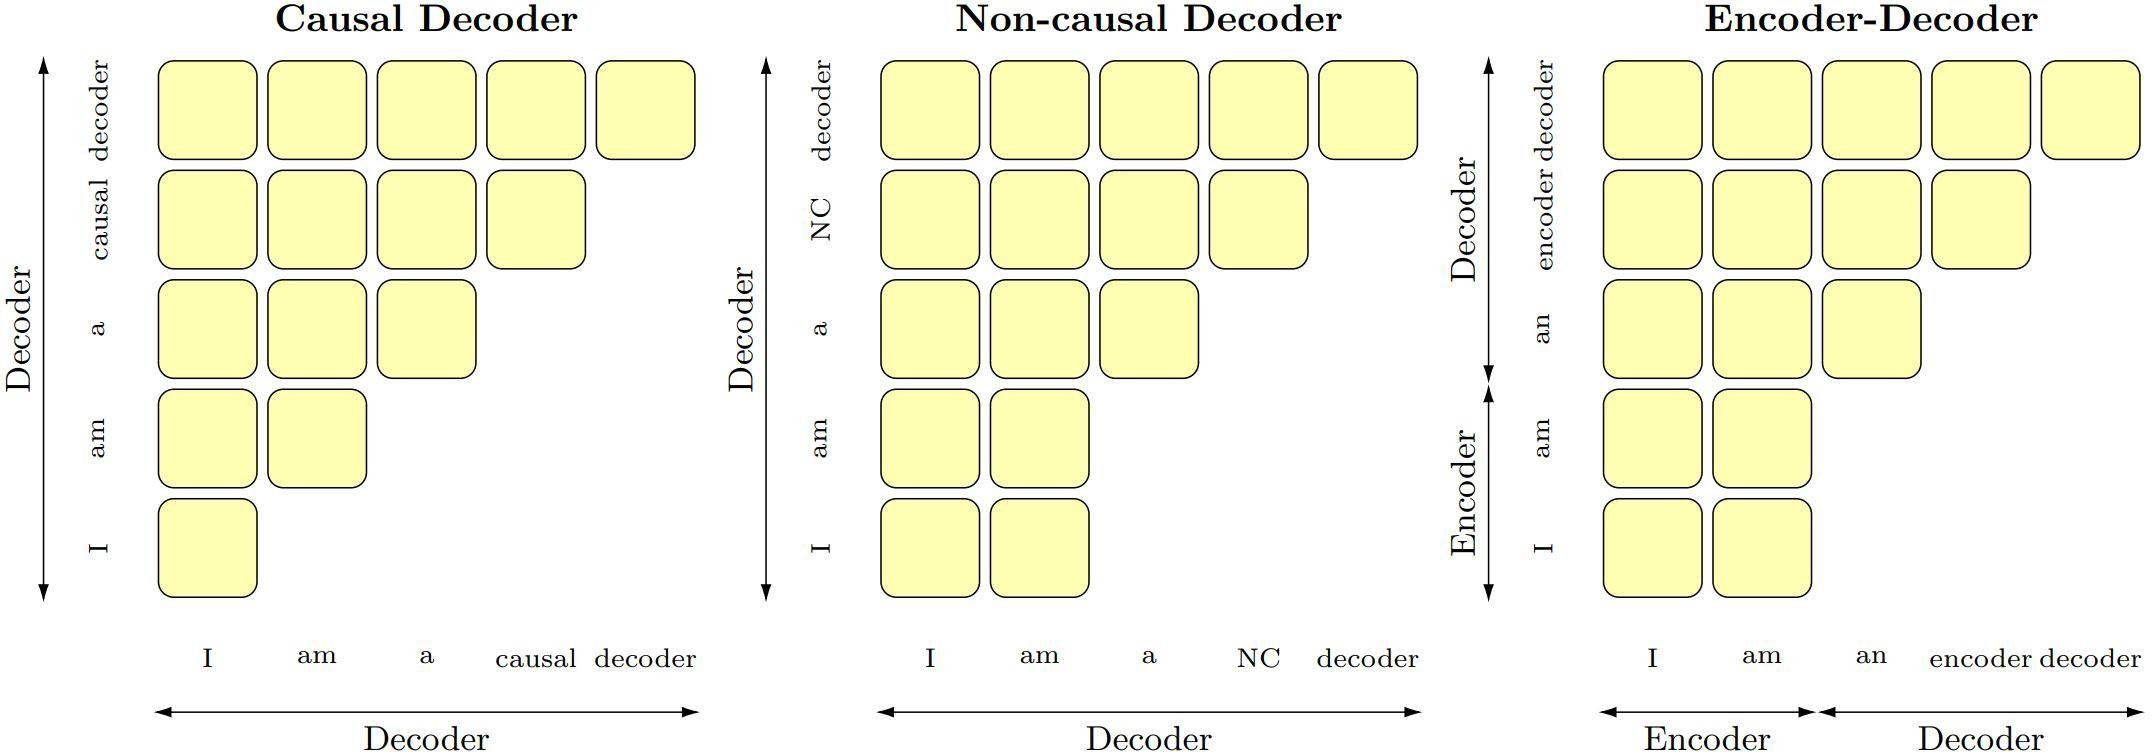 Causal Decoder
Decoder
decoder
causal
a
am
I
I am a causal decoder
Decoder
Non-causal Decoder
Decoder
decoder
NC
a
am
I
I am a NC decoder
Decoder
Encoder-Decoder
Decoder
Encoder
decoder
encoder
an
am
I
I am an encoder decoder
Encoder Decoder